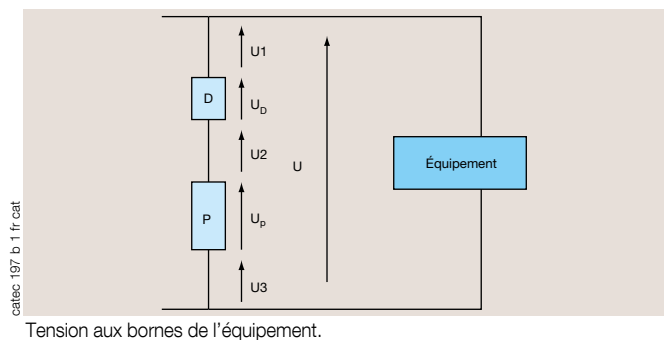 U1
D
U_D
U2
U
Équipement
P
U_p
U3
catec 197 b 1 fr cat
Tension aux bornes de l'équipement.